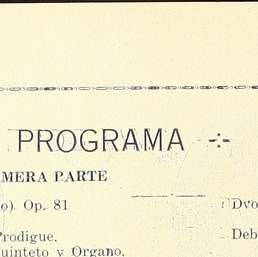 PROGRAMA
MERA PARTE
o) Op. 81 Dvo
Prodigue. Deb
uinteto y Organo.